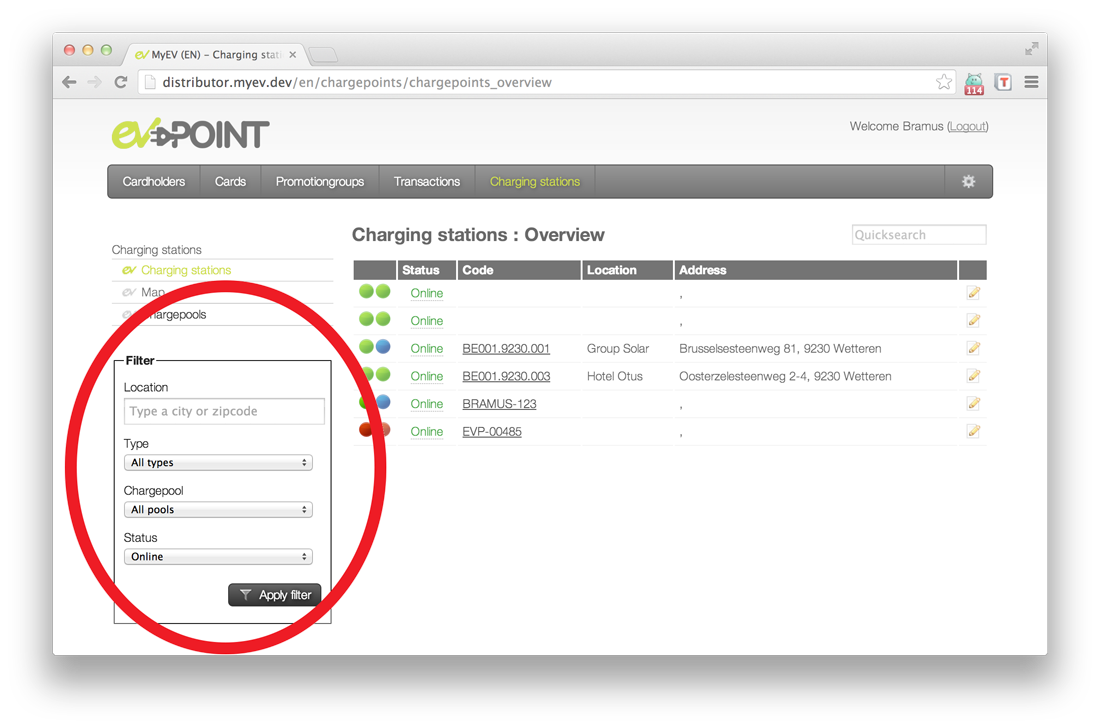 MyEV (EN) – Charging stati
distributor.myev.dev/en/chargepoints/chargepoints_overview
114
T
ev POINT
Welcome Bramus (Logout)
Cardholders Cards Promotiongroups Transactions Charging stations
Charging stations : Overview
Quicksearch
Charging stations
Charging stations
Map
Chargepools
Status Code Location Address
Online ,
Online ,
Online BE001.9230.001 Group Solar Brusselsesteenweg 81, 9230 Wetteren
Online BE001.9230.003 Hotel Otus Oosterzelesteenweg 2-4, 9230 Wetteren
Online BRAMUS-123 ,
Online EVP-00485 ,
Filter
Location
Type a city or zipcode
Type
All types
Chargepool
All pools
Status
Online
Apply filter